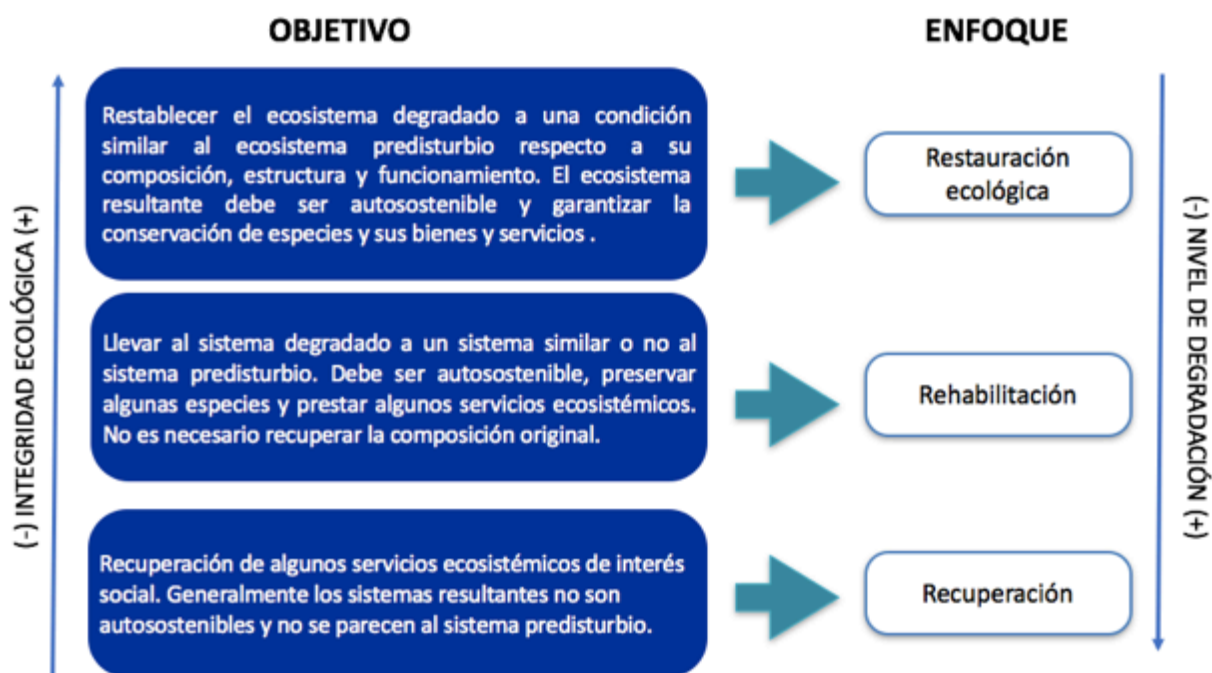 OBJETIVO
ENFOQUE
Restablecer el ecosistema degradado a una condición
similar al ecosistema predisturbio respecto a su
composición, estructura y funcionamiento. El ecosistema
resultante debe ser autosostenible y garantizar la
conservación de especies y sus bienes y servicios .
Restauración
ecológica
Llevar al sistema degradado a un sistema similar o no al
sistema predisturbio. Debe ser autosostenible, preservar
algunas especies y prestar algunos servicios ecosistémicos.
No es necesario recuperar la composición original.
Rehabilitación
Recuperación de algunos servicios ecosistémicos de interés
social. Generalmente los sistemas resultantes no son
autosostenibles y no se parecen al sistema predisturbio.
Recuperación
(-) INTEGRIDAD ECOLÓGICA (+)
(-) NIVEL DE DEGRADACIÓN (+)